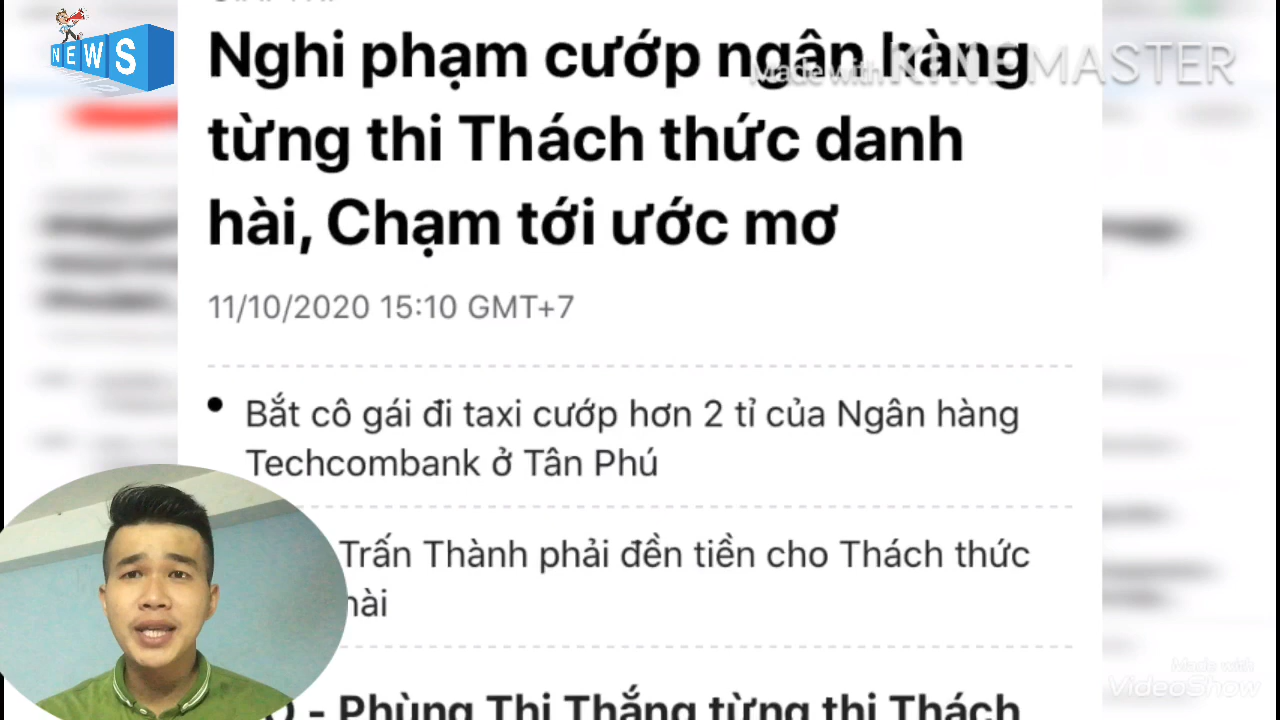 NEWS
Made with KINEMASTER
Nghi phạm cướp ngân hàng
từng thi Thách thức danh
hài, Chạm tới ước mơ
11/10/2020 15:10 GMT+7
Bắt cô gái đi taxi cướp hơn 2 tỉ của Ngân hàng
Techcombank ở Tân Phú
Trấn Thành phải đền tiền cho Thách thức
hài
- Phùng Thị Thắng từng thi Thách
Made with
VideoShow